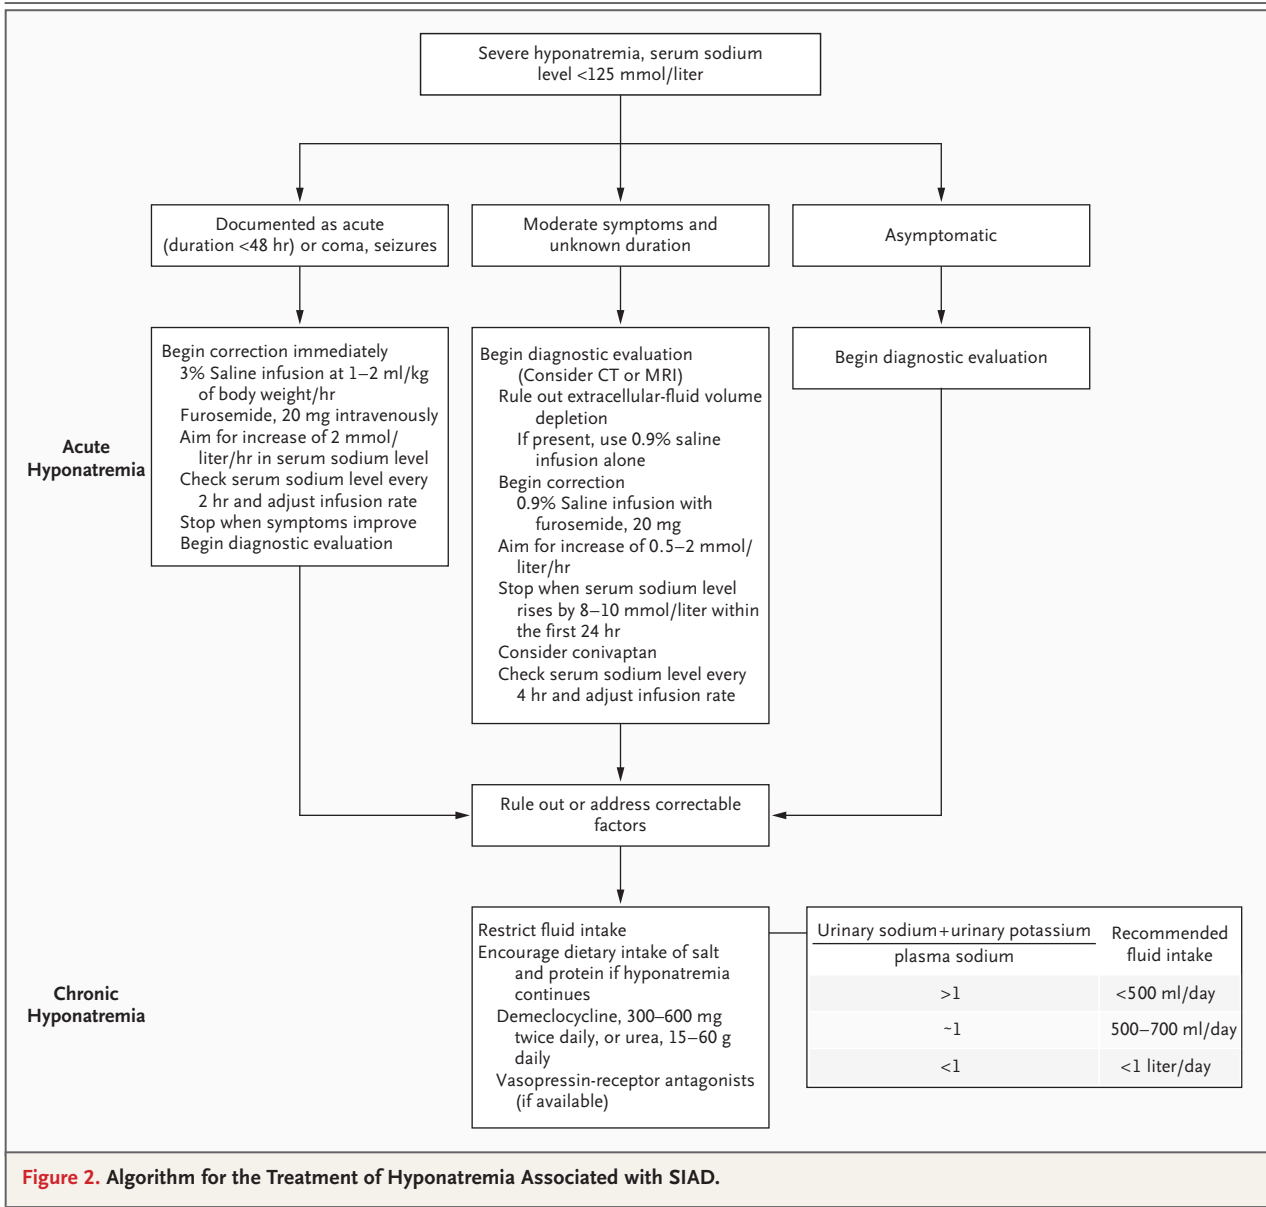 Severe hyponatremia, serum sodium
level <125 mmol/liter
Documented as acute
(duration <48 hr) or coma, seizures
Moderate symptoms and
unknown duration
Asymptomatic
Acute
Hyponatremia
Begin correction immediately
3% Saline infusion at 1–2 ml/kg
of body weight/hr
Furosemide, 20 mg intravenously
Aim for increase of 2 mmol/
liter/hr in serum sodium level
Check serum sodium level every
2 hr and adjust infusion rate
Stop when symptoms improve
Begin diagnostic evaluation
Begin diagnostic evaluation
(Consider CT or MRI)
Rule out extracellular-fluid volume
depletion
If present, use 0.9% saline
infusion alone
Begin correction
0.9% Saline infusion with
furosemide, 20 mg
Aim for increase of 0.5–2 mmol/
liter/hr
Stop when serum sodium level
rises by 8–10 mmol/liter within
the first 24 hr
Consider conivaptan
Check serum sodium level every
4 hr and adjust infusion rate
Begin diagnostic evaluation
Rule out or address correctable
factors
Chronic
Hyponatremia
Restrict fluid intake
Encourage dietary intake of salt
and protein if hyponatremia
continues
Demeclocycline, 300–600 mg
twice daily, or urea, 15–60 g
daily
Vasopressin-receptor antagonists
(if available)
Urinary sodium+urinary potassium
plasma sodium
Recommended
fluid intake
>1 <500 ml/day
~1 500–700 ml/day
<1 <1 liter/day
Figure 2. Algorithm for the Treatment of Hyponatremia Associated with SIAD.